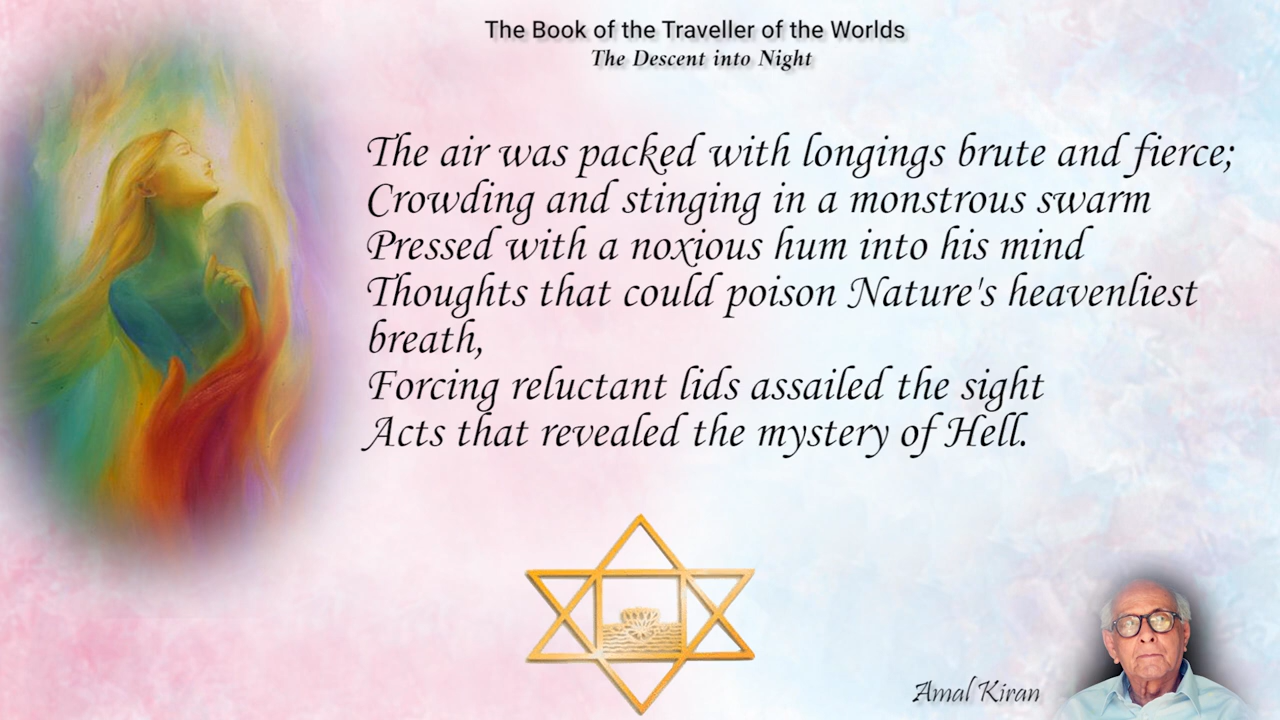 The Book of the Traveller of the Worlds
The Descent into Night
The air was packed with longings brute and fierce;
Crowding and stinging in a monstrous swarm
Pressed with a noxious hum into his mind
Thoughts that could poison Nature's heavenliest
breath,
Forcing reluctant lids assailed the sight
Acts that revealed the mystery of Hell.
Amal Kiran